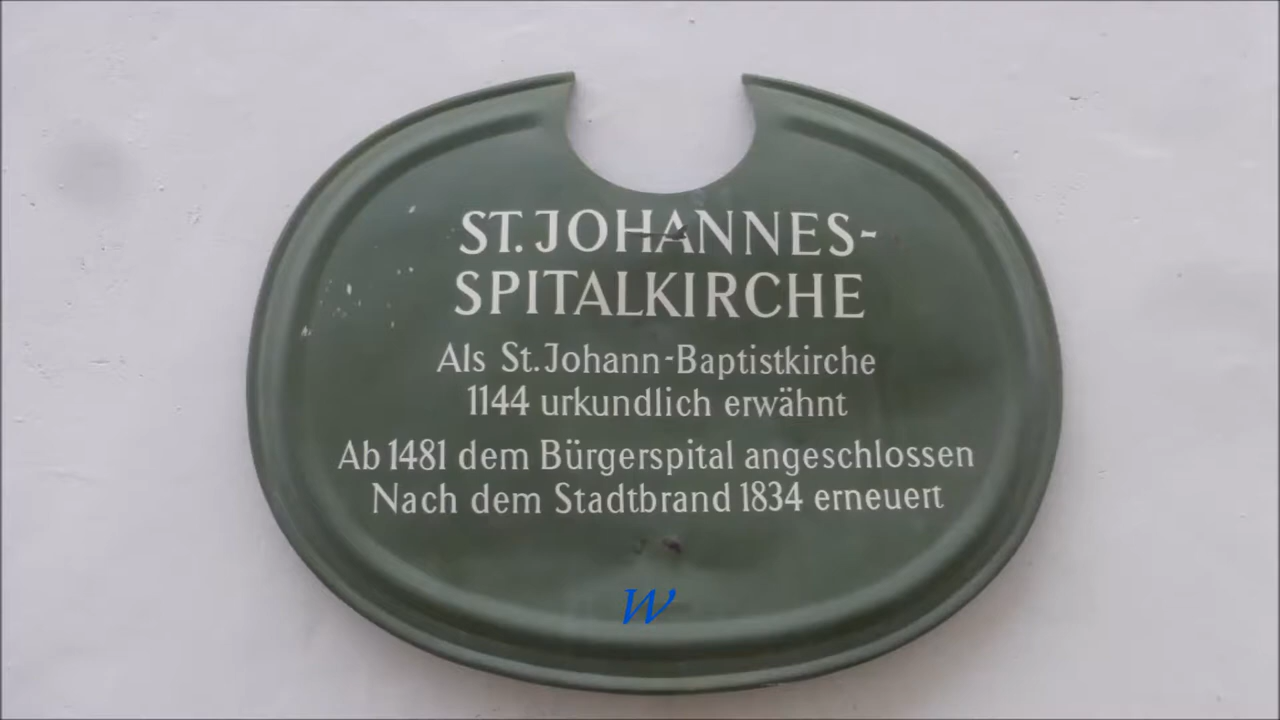 ST. JOHANNES-
SPITALKIRCHE
Als St. Johann-Baptistkirche
1144 urkundlich erwähnt
Ab 1481 dem Bürgerspital angeschlossen
Nach dem Stadtbrand 1834 erneuert
W